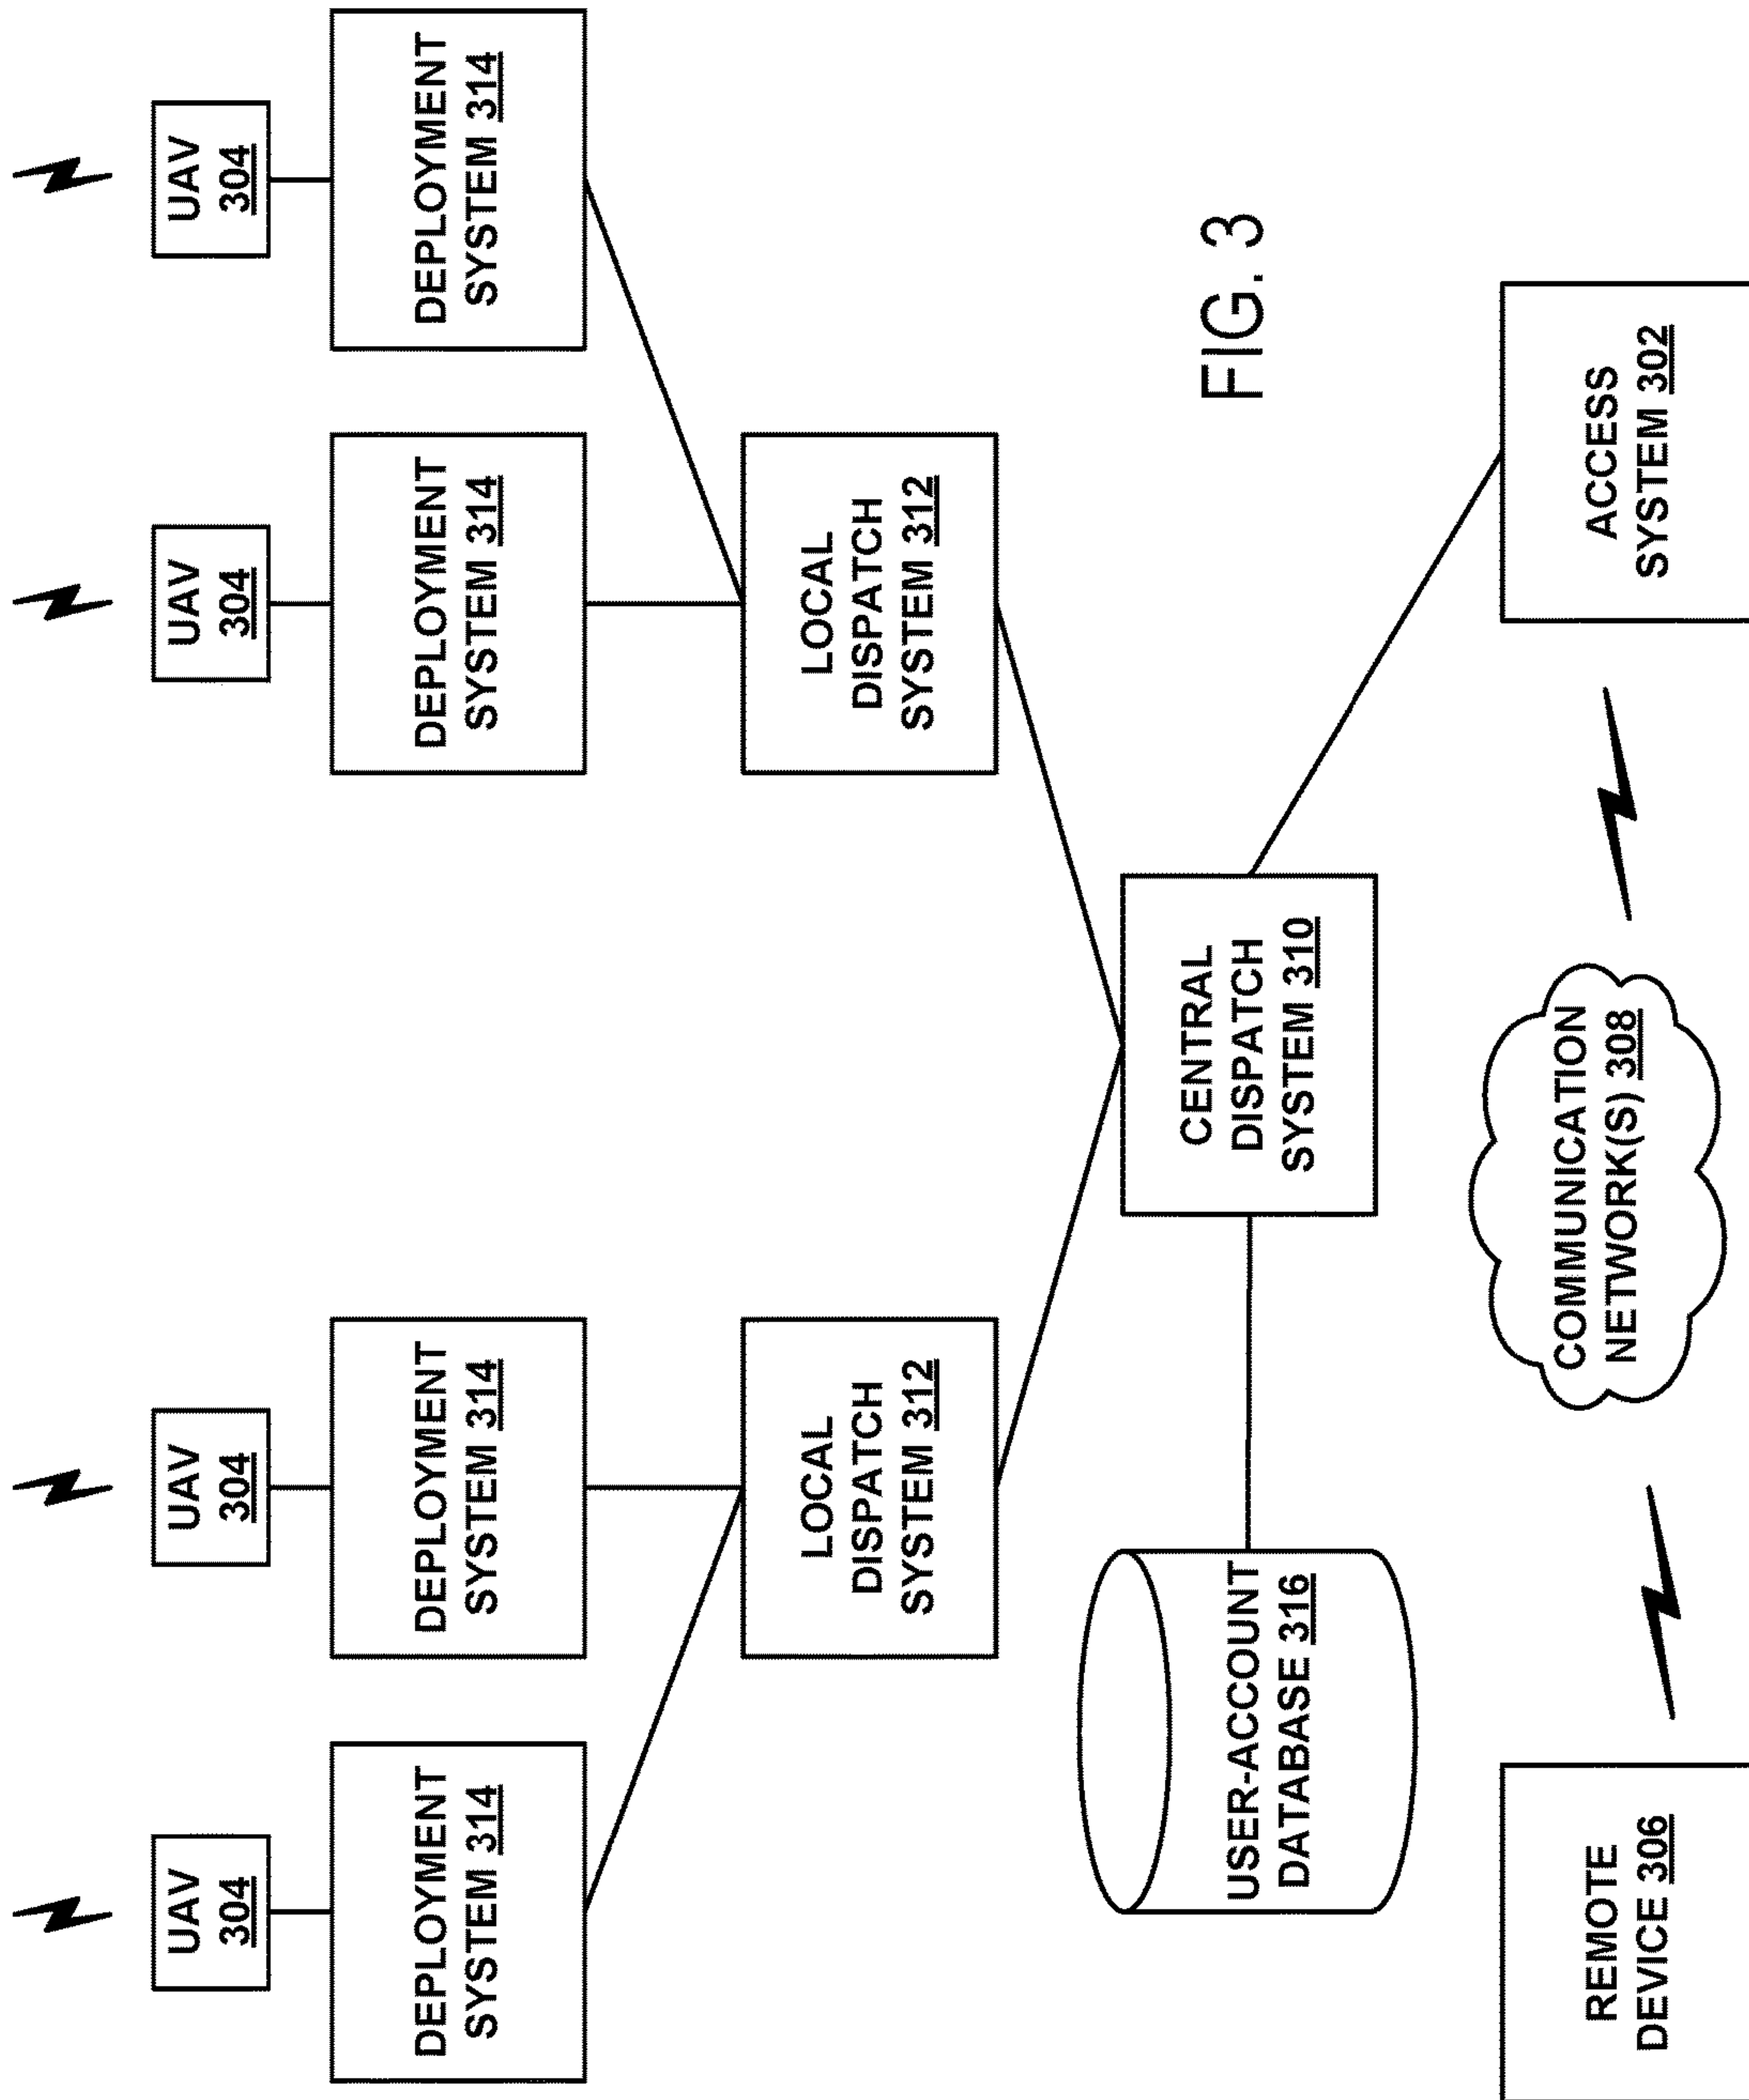 UAV
304
UAV
304
UAV
304
UAV
304
DEPLOYMENT
SYSTEM 314
DEPLOYMENT
SYSTEM 314
DEPLOYMENT
SYSTEM 314
DEPLOYMENT
SYSTEM 314
LOCAL
DISPATCH
SYSTEM 312
LOCAL
DISPATCH
SYSTEM 312
USER-ACCOUNT
DATABASE 316
CENTRAL
DISPATCH
SYSTEM 310
FIG. 3
REMOTE
DEVICE 306
COMMUNICATION
NETWORK(S) 308
ACCESS
SYSTEM 302